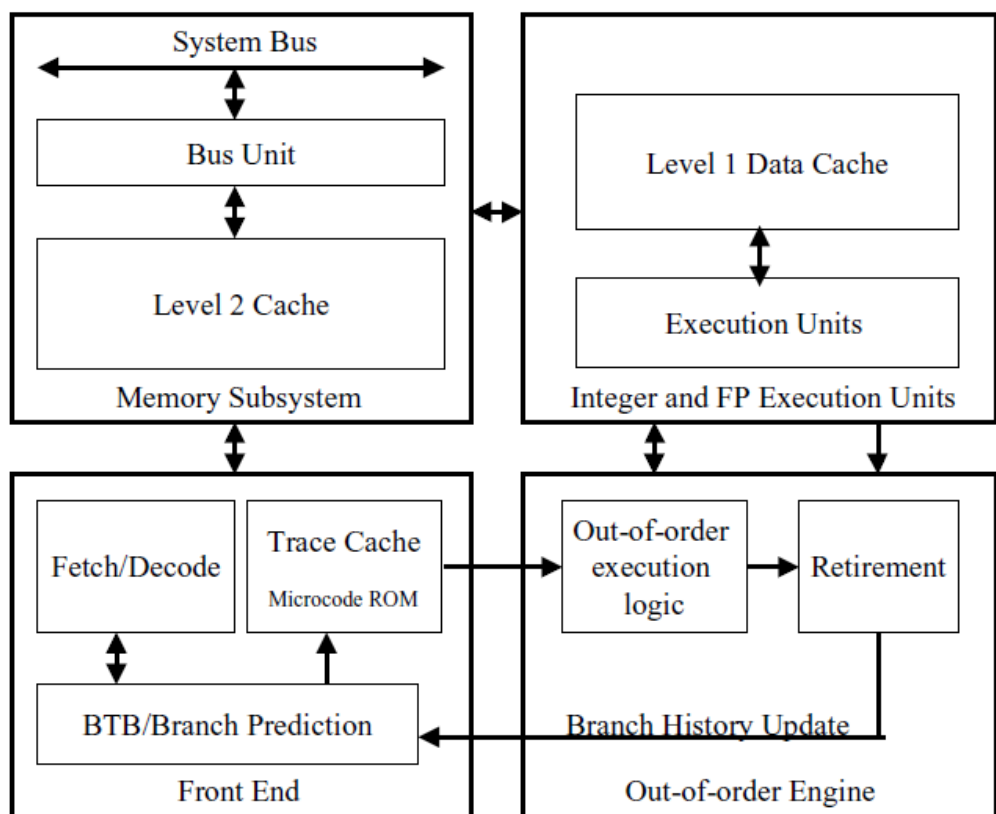 System Bus
Bus Unit
Level 2 Cache
Memory Subsystem
Level 1 Data Cache
Execution Units
Integer and FP Execution Units
Fetch/Decode
Trace Cache
Microcode ROM
BTB/Branch Prediction
Front End
Out-of-order
execution
logic
Retirement
Branch History Update
Out-of-order Engine